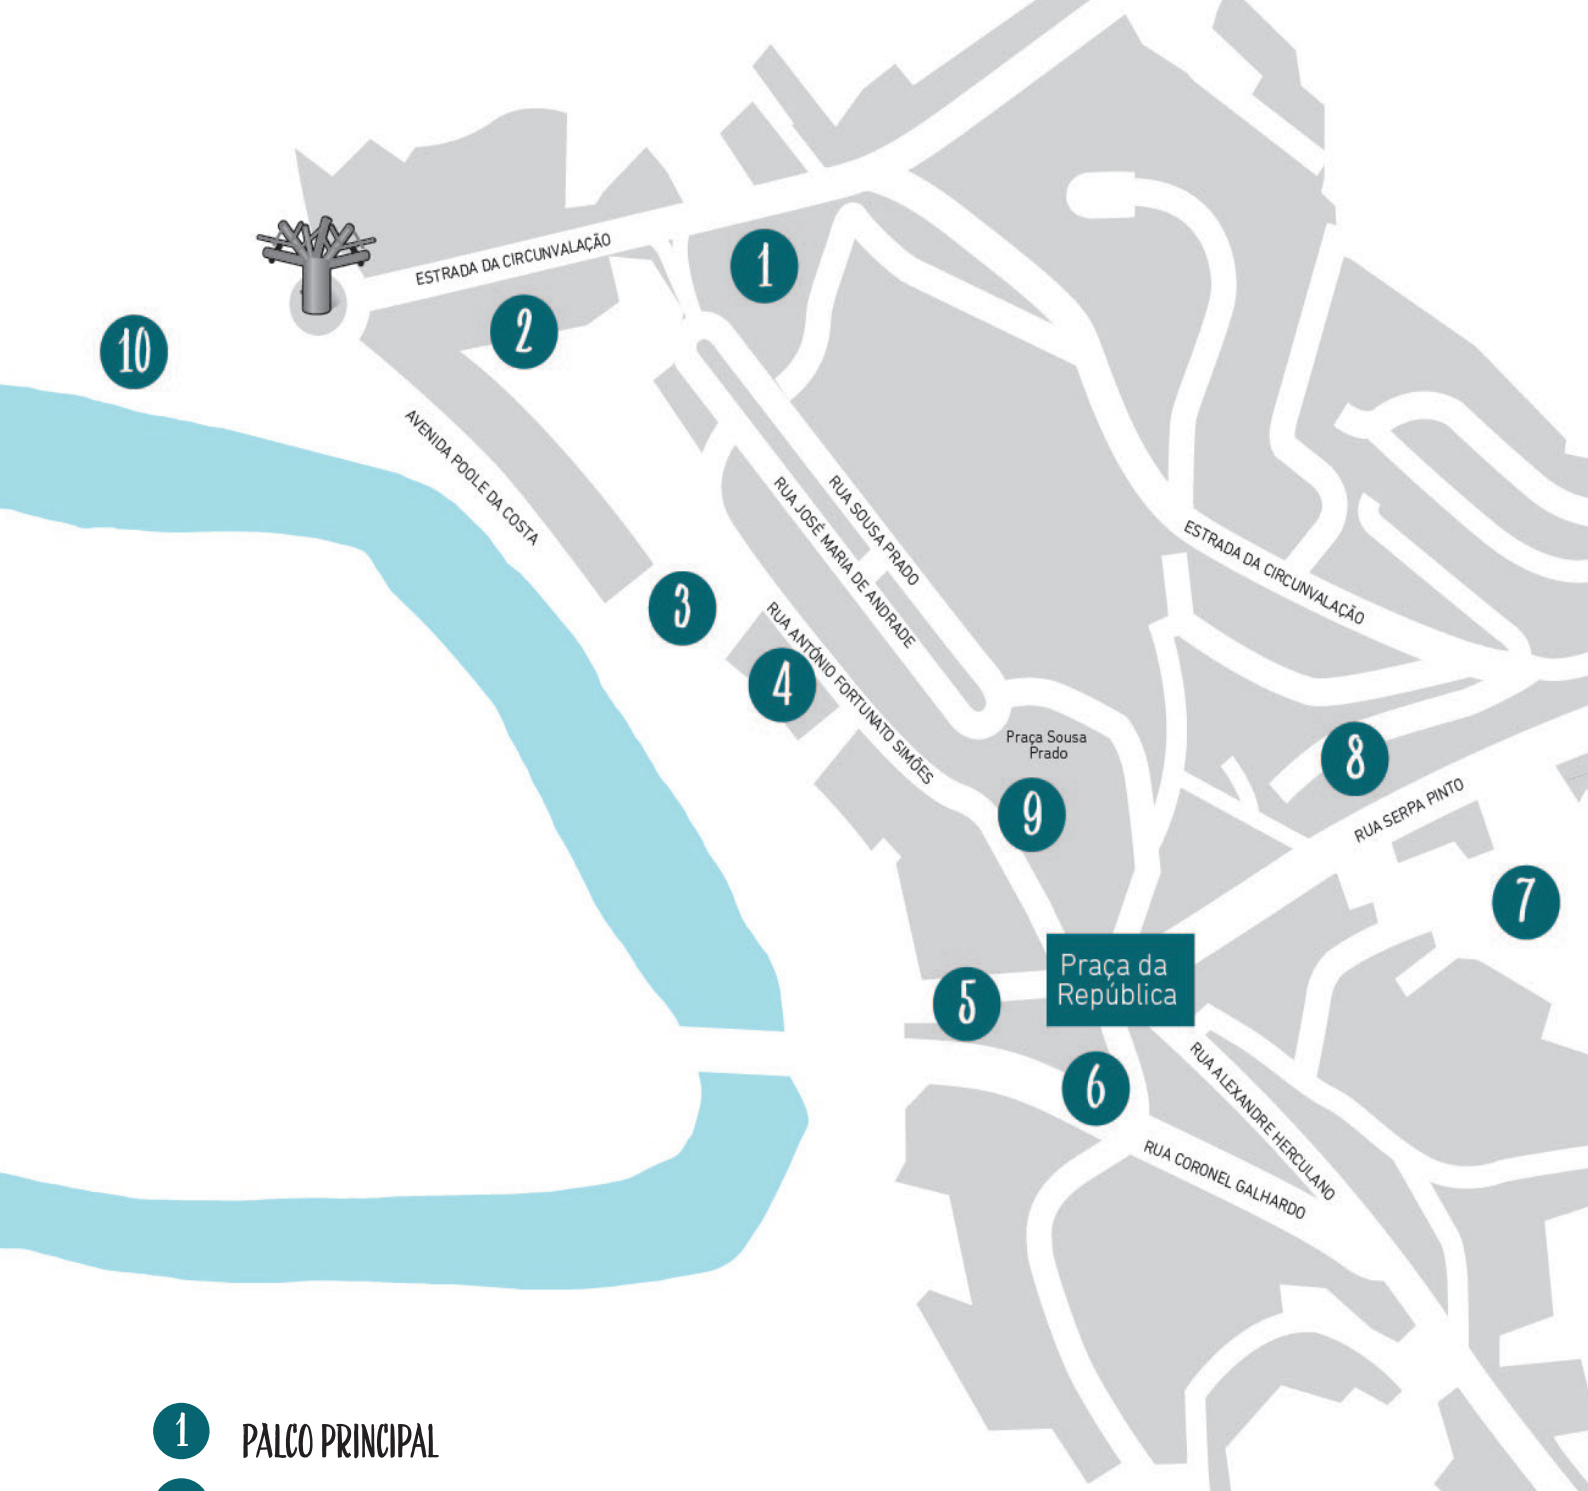 1
ESTRADA DA CIRCUNVALAÇÃO
2
10
AVENIDA POOLE DA COSTA
RUA SOUSA PRADO
RUA JOSÉ MARIA DE ANDRADE
ESTRADA DA CIRCUNVALAÇÃO
3
RUA ANTÓNIO FORTUNATO SIMÕES
4
Praça Sousa
Prado
8
9
RUA SERPA PINTO
7
Praça da
República
5
6
RUA ALEXANDRE HERCULANO
RUA CORONEL GALHARDO
1 PALCO PRINCIPAL